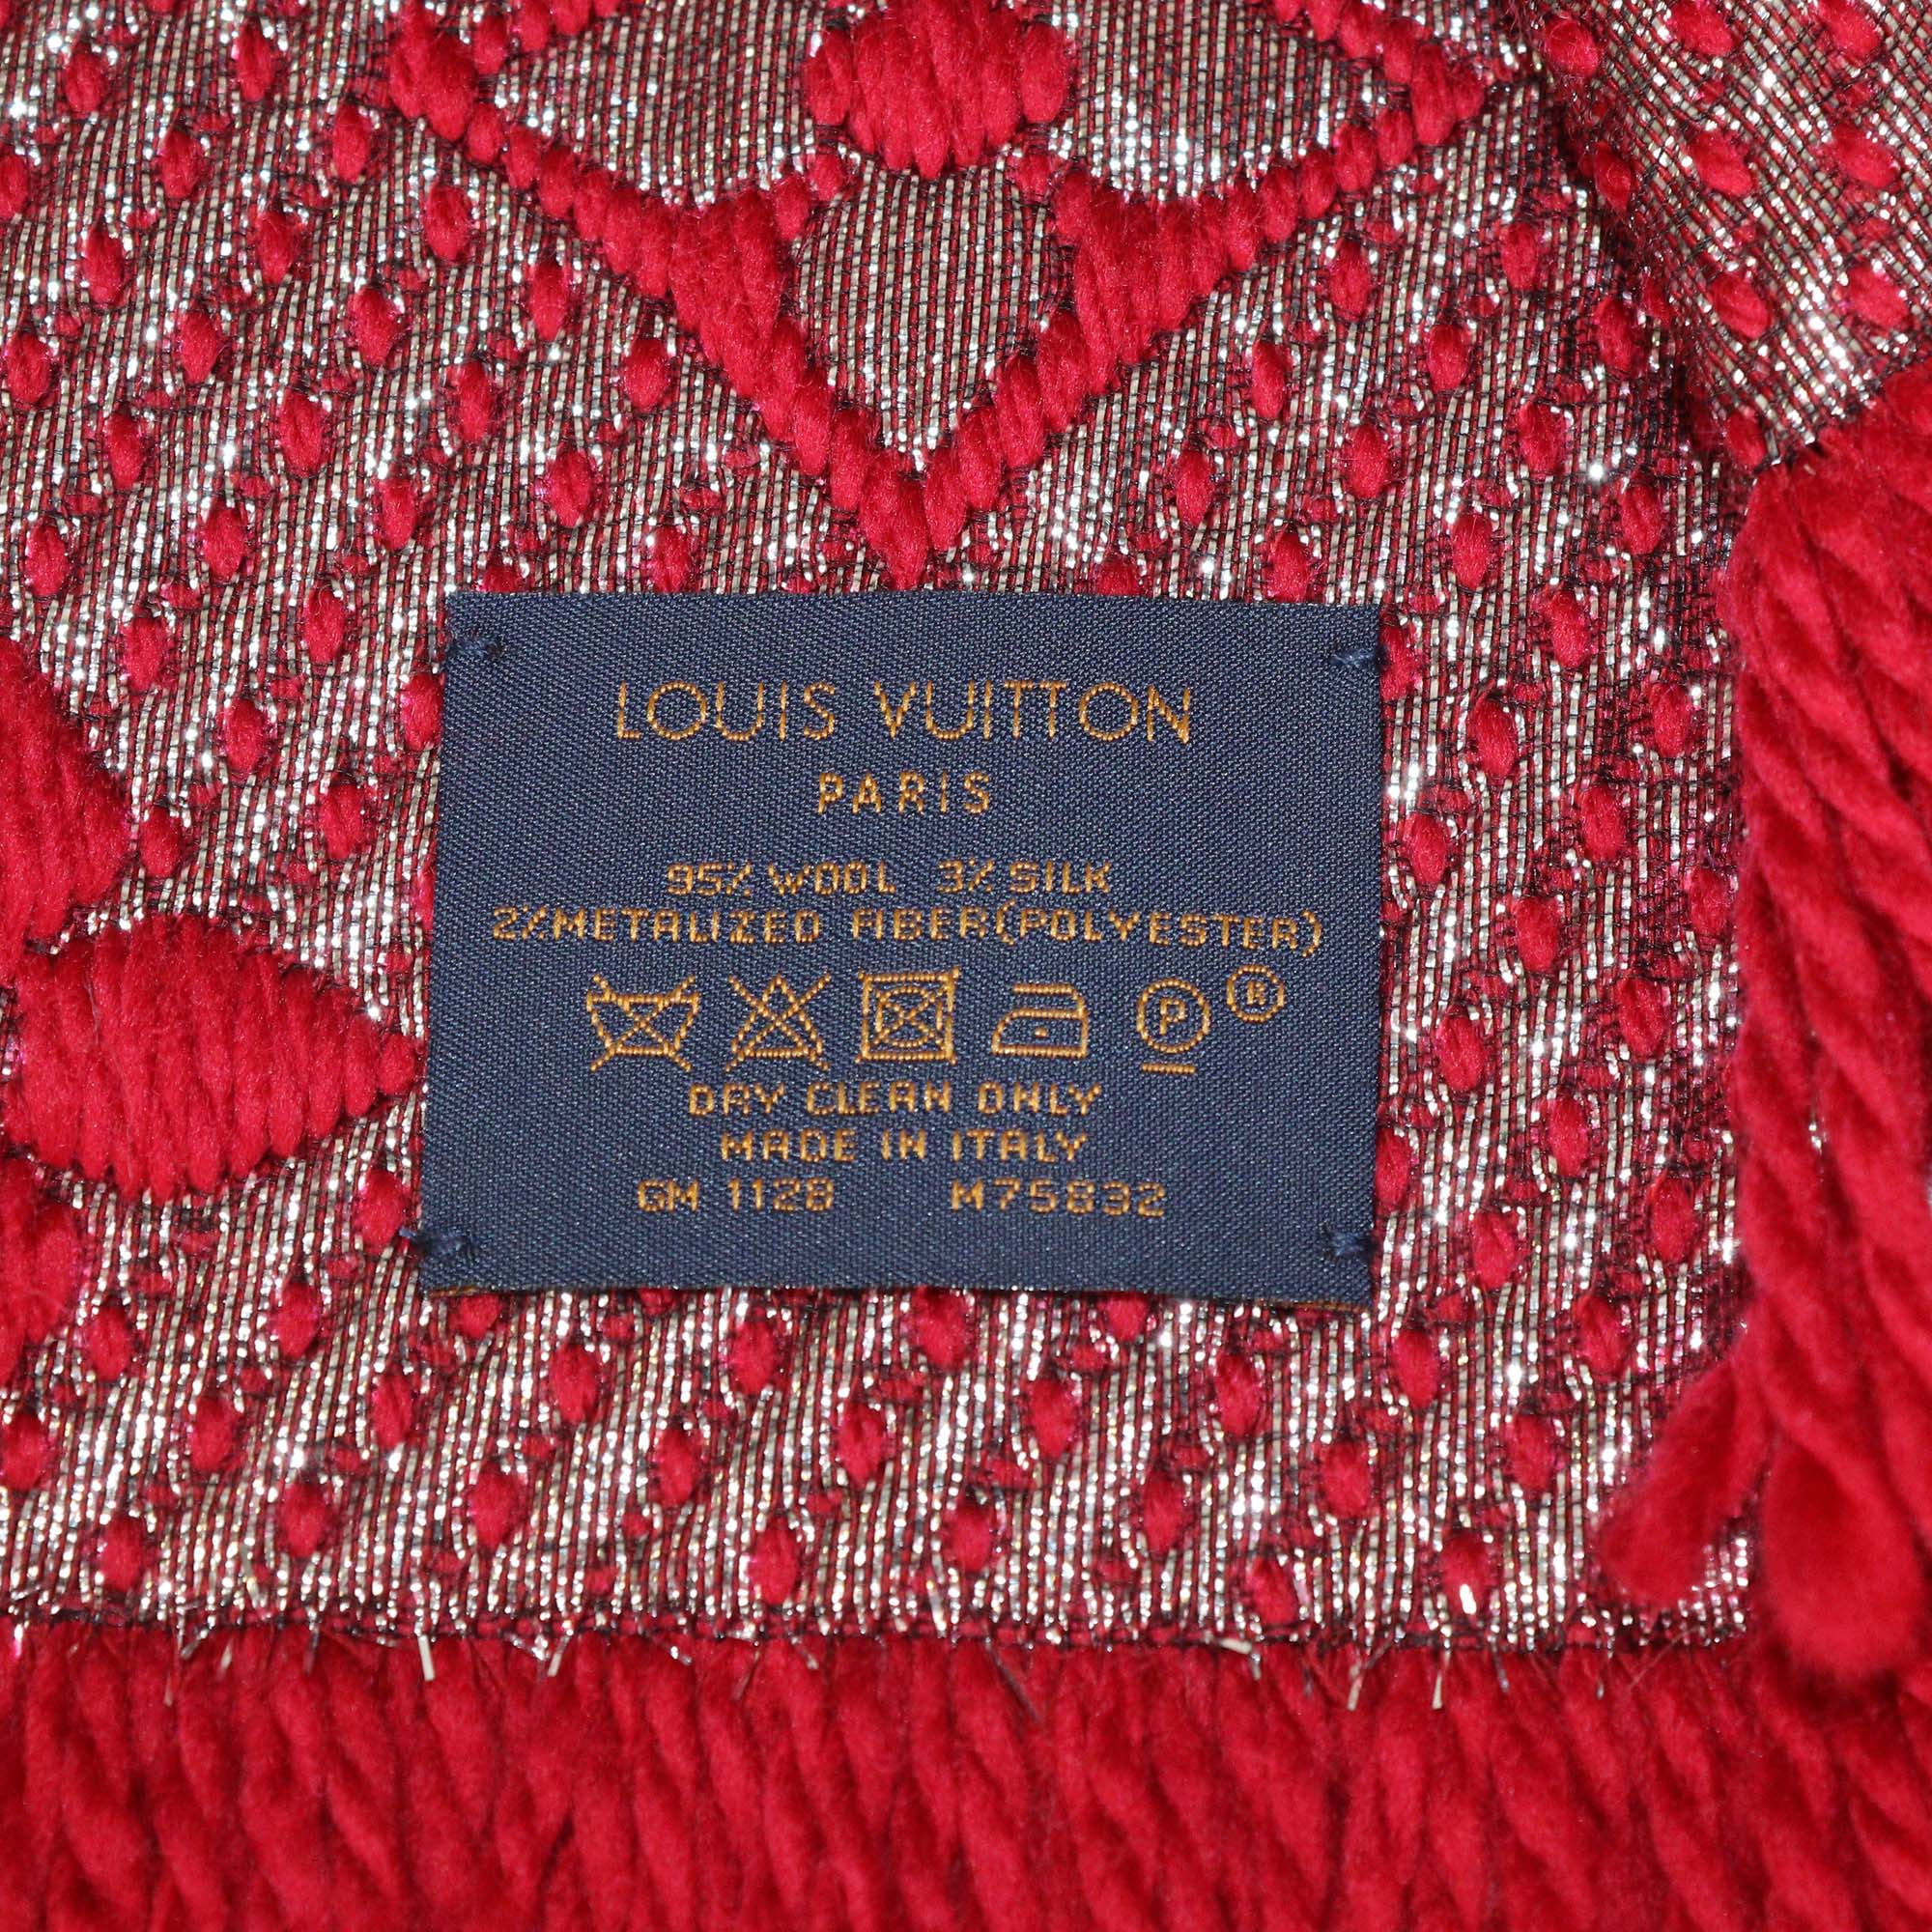 LOUIS VUITTON
PARIS
95% WOOL 3% SILK
2% METALIZED FIBER(POLYESTER)
P ®
DRY CLEAN ONLY
MADE IN ITALY
GM 1128 M75832